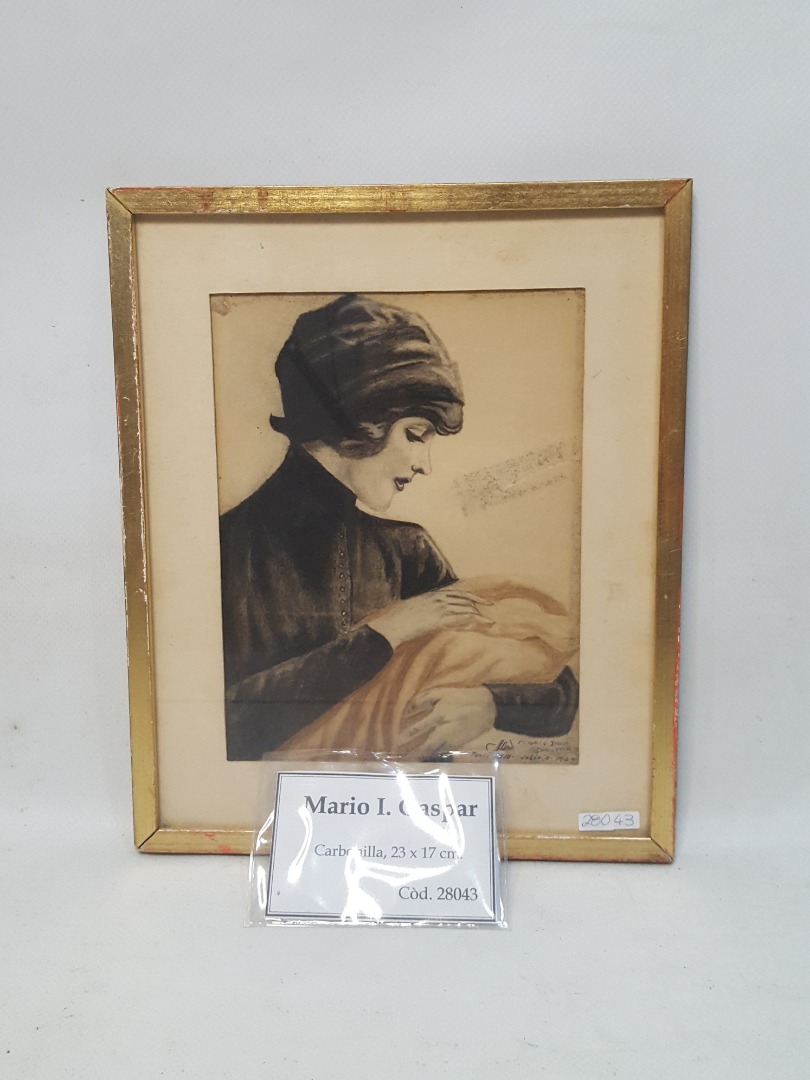 28043
Mario I. Gaspar
Carbonilla, 23 x 17 cm.
Còd. 28043